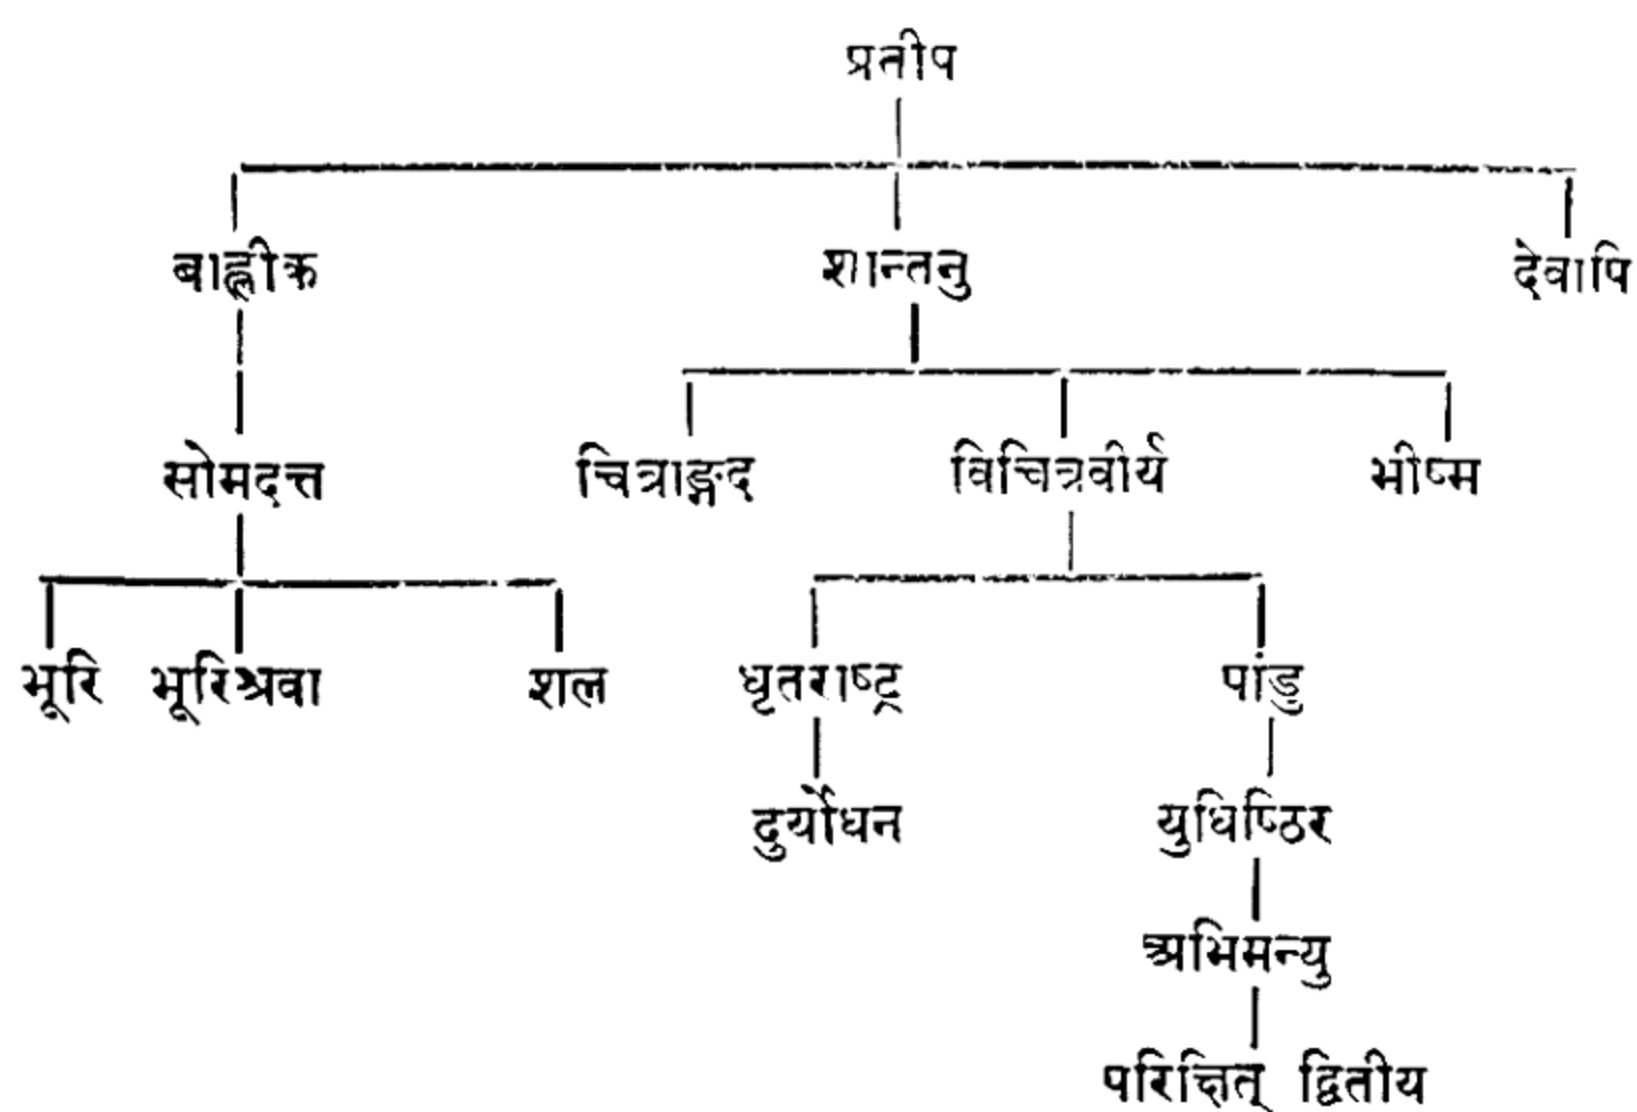 प्रतीप
बाह्लीक शान्तनु देवापि
सोमदत्त चित्राङ्गद विचित्रवीर्य भीष्म
भूरि भूरिश्रवा शल धृतराष्ट्र पांडु
दुर्योधन युधिष्ठिर
अभिमन्यु
परिक्षित् द्वितीय